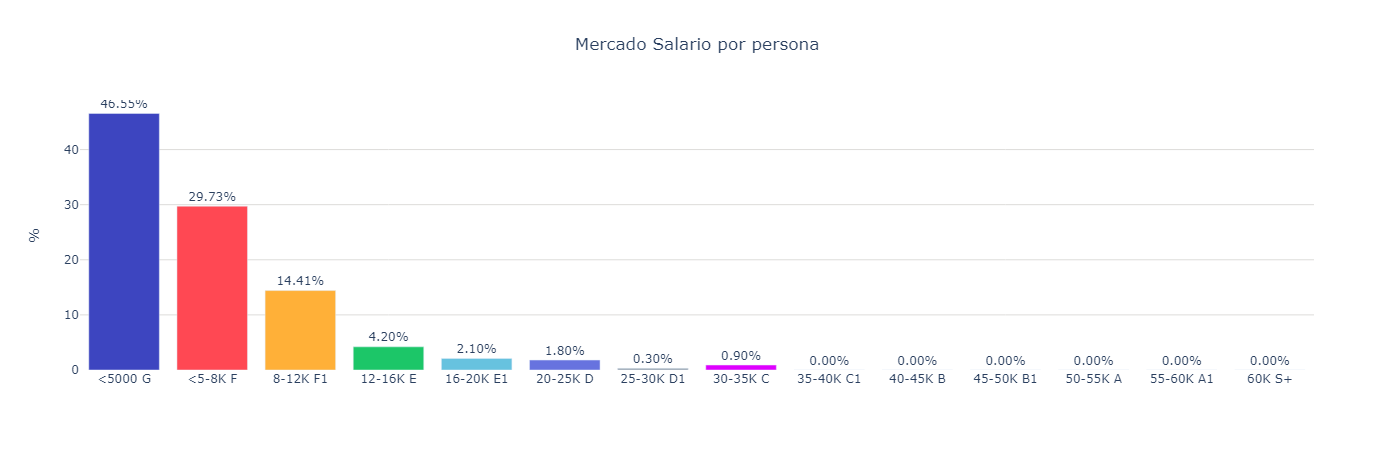 Mercado Salario por persona
%
40
30
20
10
0
46.55%
29.73%
14.41%
4.20%
2.10%
1.80%
0.30%
0.90%
0.00%
0.00%
0.00%
0.00%
0.00%
0.00%
<5000 G
<5-8K F
8-12K F1
12-16K E
16-20K E1
20-25K D
25-30K D1
30-35K C
35-40K C1
40-45K B
45-50K B1
50-55K A
55-60K A1
60K S+